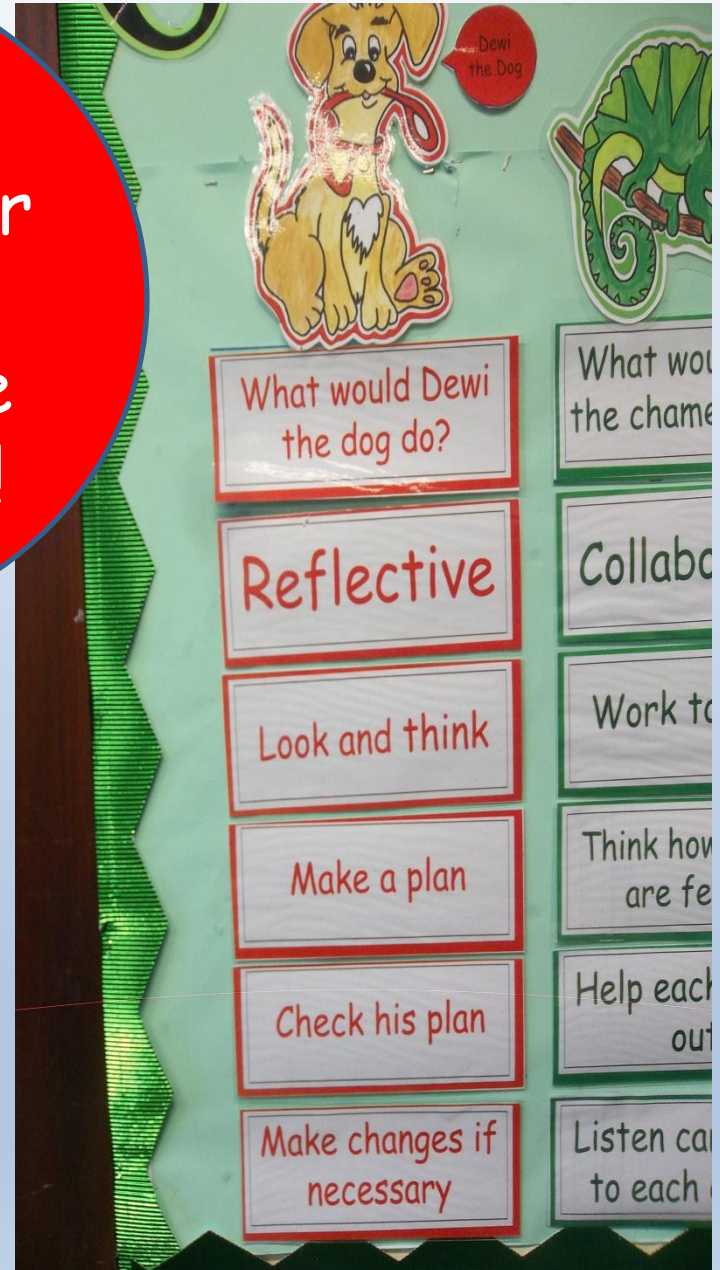 Dewi
the Dog
What would Dewi
the dog do?
Reflective
Look and think
Make a plan
Check his plan
Make changes if
necessary
What wou
the chame
Collabo
Work to
Think how
are fe
Help each
out
Listen ca
to each
r
e